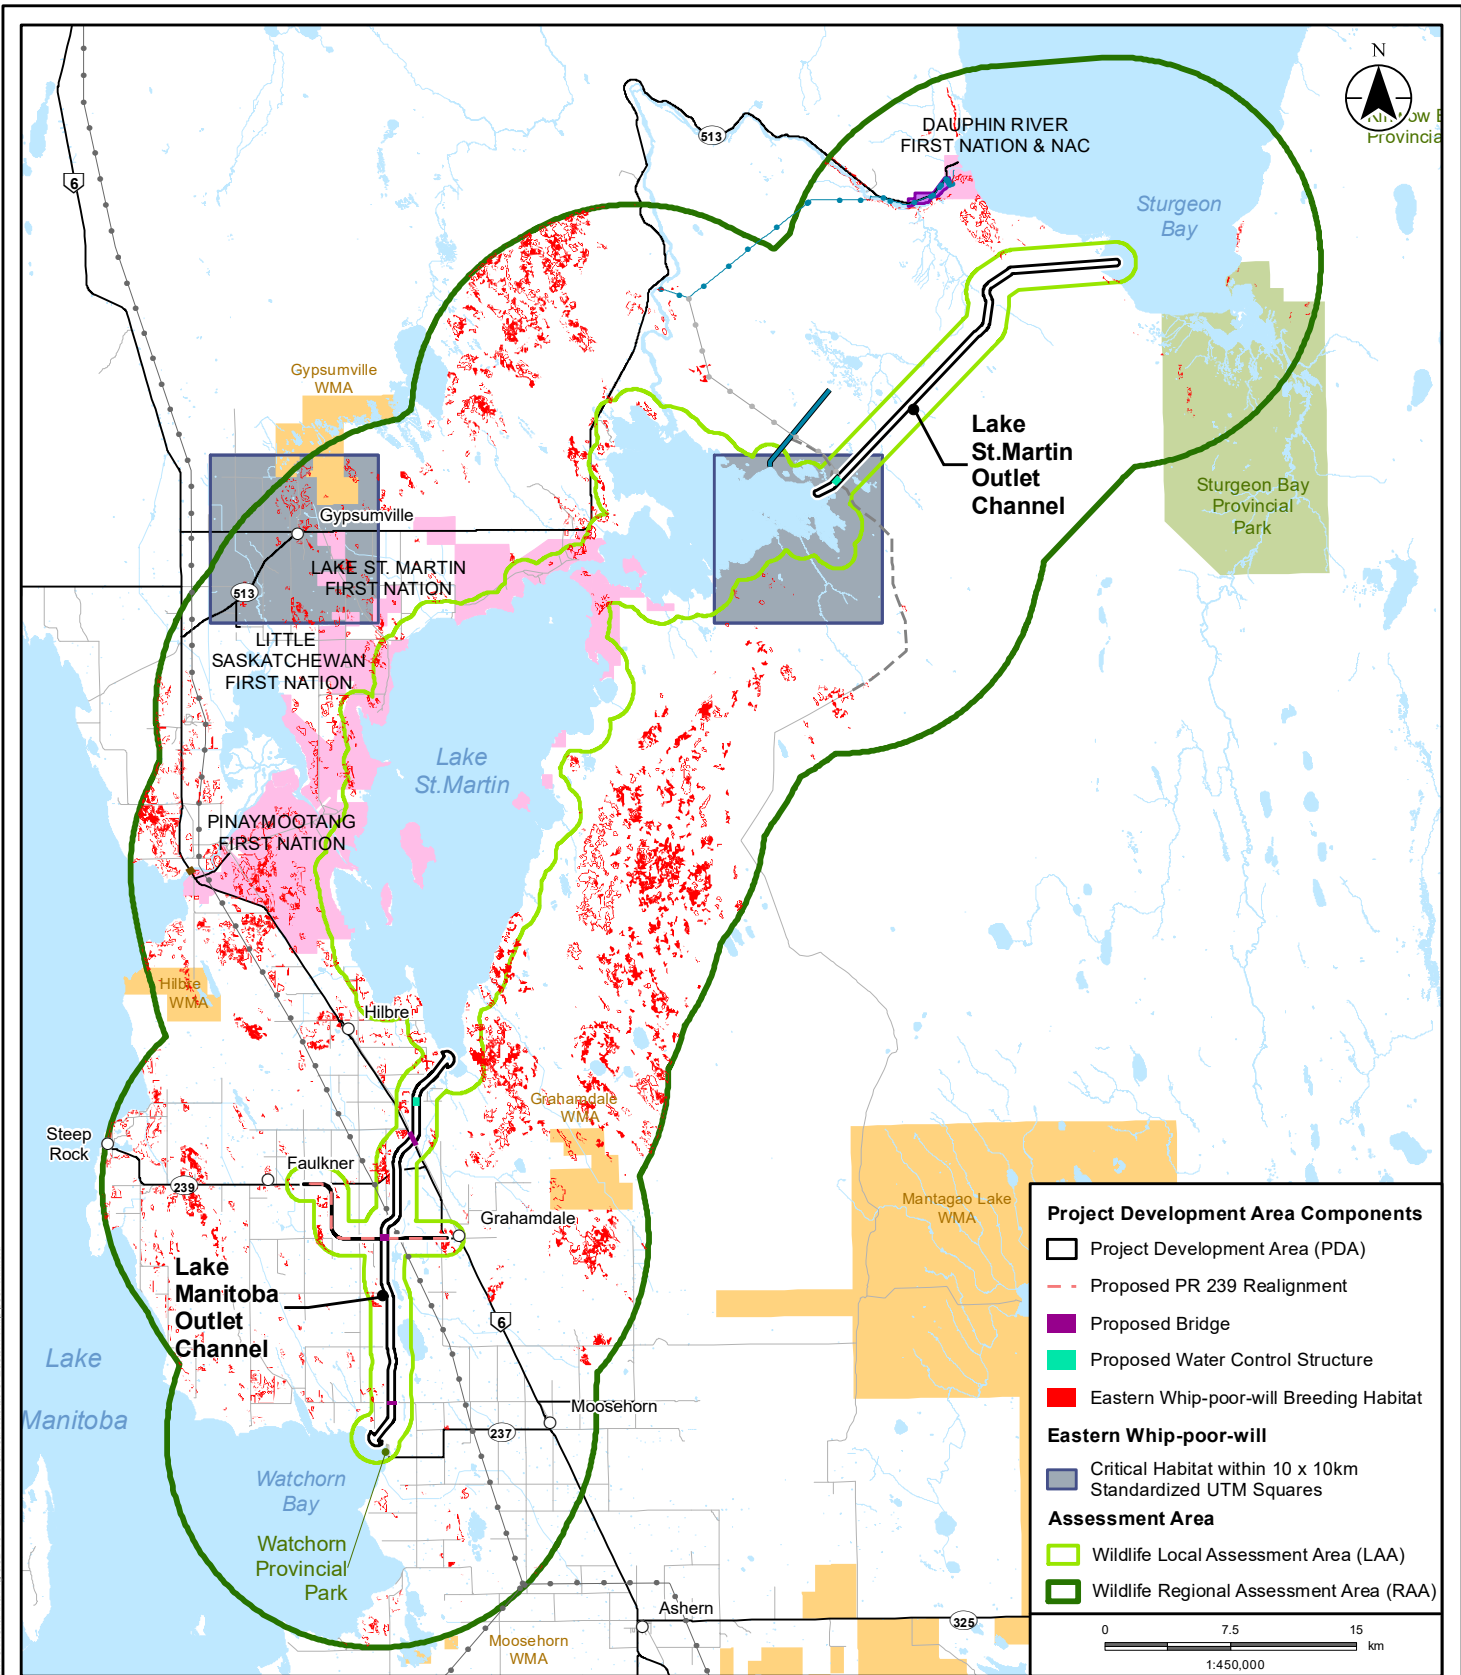 N
DAUPHIN RIVER
FIRST NATION & NAC
513
6
Provincia
Sturgeon
Bay
Gypsumville
WMA
Lake
St.Martin
Outlet
Channel
Sturgeon Bay
Provincial
Park
Gypsumville
LAKE ST. MARTIN
FIRST NATION
513
LITTLE
SASKATCHEWAN
FIRST NATION
Lake
St.Martin
PINAYMOOTANG
FIRST NATION
Hilbre
WMA
Hilbre
Grahamdale
WMA
Steep
Rock
Faulkner
239
Grahamdale
Mantagao Lake
WMA
Lake
Manitoba
Outlet
Channel
6
Lake
Manitoba
Moosehorn
237
Watchorn
Bay
Watchorn
Provincial
Park
Ashern
325
Moosehorn
WMA
Project Development Area Components
Project Development Area (PDA)
Proposed PR 239 Realignment
Proposed Bridge
Proposed Water Control Structure
Eastern Whip-poor-will Breeding Habitat
Eastern Whip-poor-will
Critical Habitat within 10 x 10km
Standardized UTM Squares
Assessment Area
Wildlife Local Assessment Area (LAA)
Wildlife Regional Assessment Area (RAA)
0 7.5 15
km
1:450,000